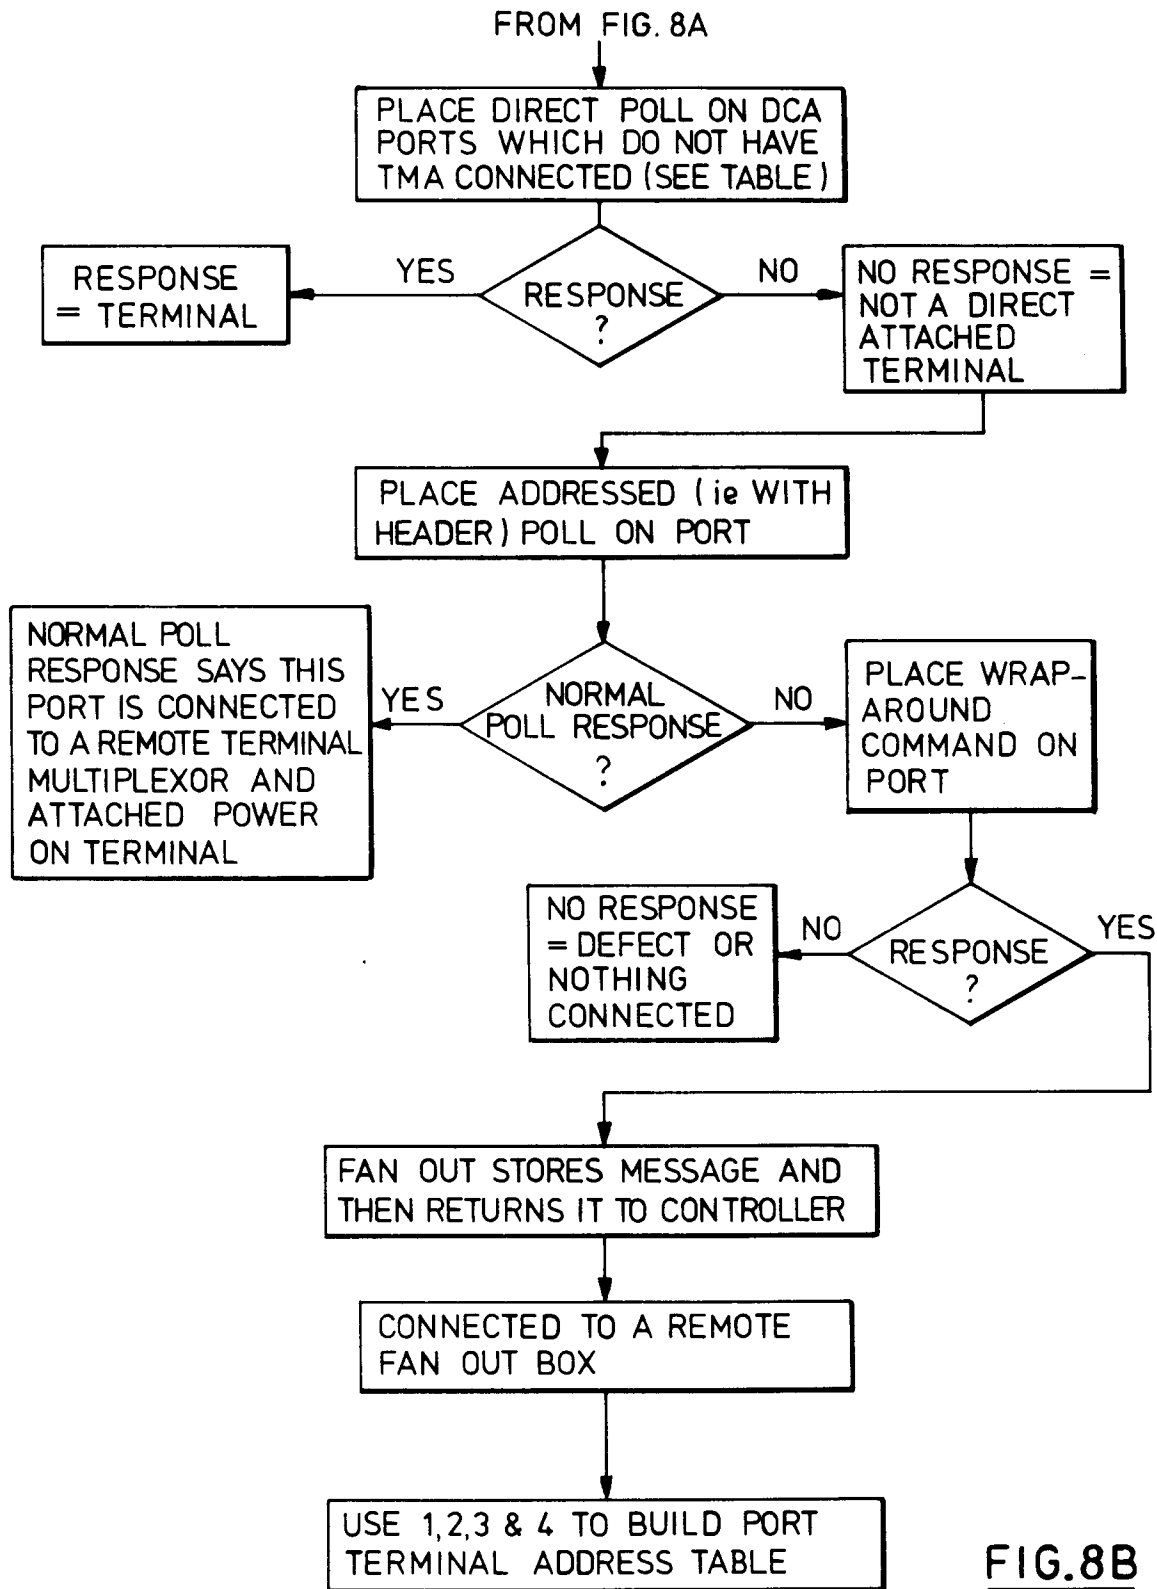 FROM FIG. 8A
PLACE DIRECT POLL ON DCA
PORTS WHICH DO NOT HAVE
TMA CONNECTED (SEE TABLE)
RESPONSE
= TERMINAL
YES
RESPONSE
?
NO
NO RESPONSE =
NOT A DIRECT
ATTACHED
TERMINAL
PLACE ADDRESSED (ie WITH
HEADER) POLL ON PORT
NORMAL POLL
RESPONSE SAYS THIS
PORT IS CONNECTED
TO A REMOTE TERMINAL
MULTIPLEXOR AND
ATTACHED POWER
ON TERMINAL
YES
NORMAL
POLL RESPONSE
?
NO
PLACE WRAP-
AROUND
COMMAND ON
PORT
NO RESPONSE
= DEFECT OR
NOTHING
CONNECTED
NO
RESPONSE
?
YES
FAN OUT STORES MESSAGE AND
THEN RETURNS IT TO CONTROLLER
CONNECTED TO A REMOTE
FAN OUT BOX
USE 1,2,3 & 4 TO BUILD PORT
TERMINAL ADDRESS TABLE
FIG.8B